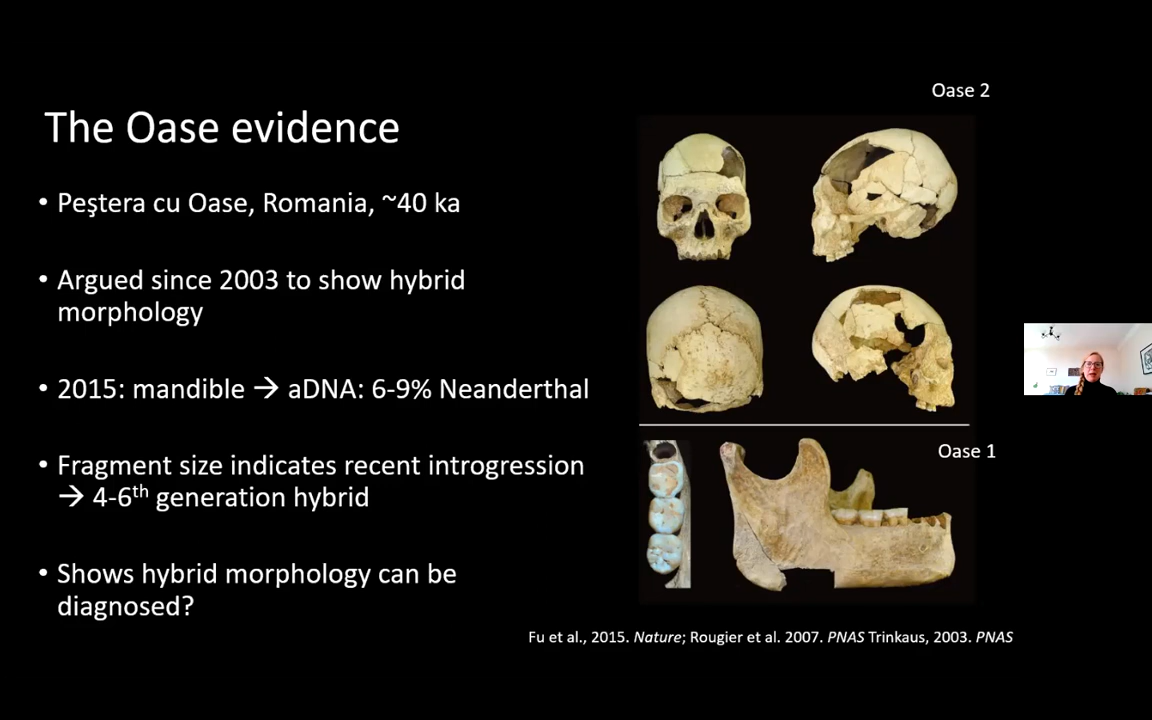 Oase 2
The Oase evidence
• Peştera cu Oase, Romania, ~40 ka
• Argued since 2003 to show hybrid
morphology
• 2015: mandible → aDNA: 6-9% Neanderthal
• Fragment size indicates recent introgression
→ 4-6th generation hybrid
• Shows hybrid morphology can be
diagnosed?
Oase 1
Fu et al., 2015. Nature; Rougier et al. 2007. PNAS Trinkaus, 2003. PNAS